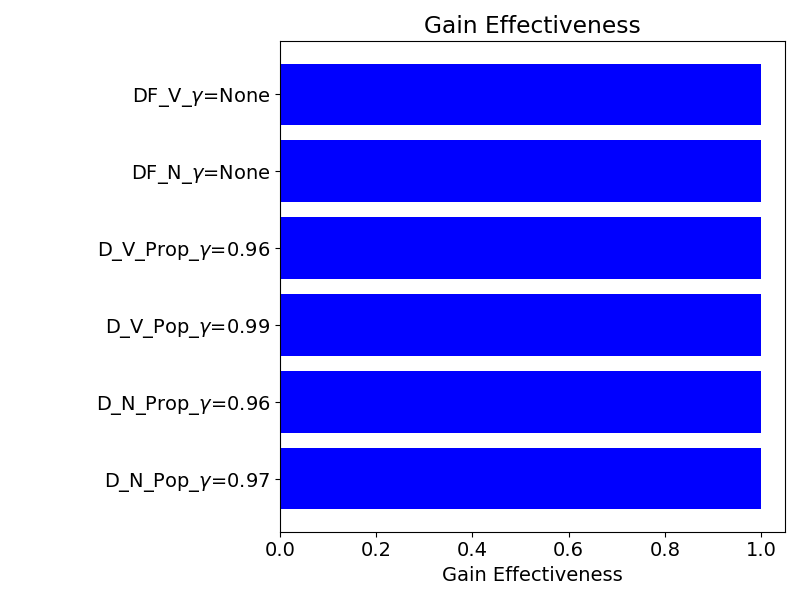 Gain Effectiveness
DF_V_γ=None
DF_N_γ=None
D_V_Prop_γ=0.96
D_V_Pop_γ=0.99
D_N_Prop_γ=0.96
D_N_Pop_γ=0.97
0.0 0.2 0.4 0.6 0.8 1.0
Gain Effectiveness